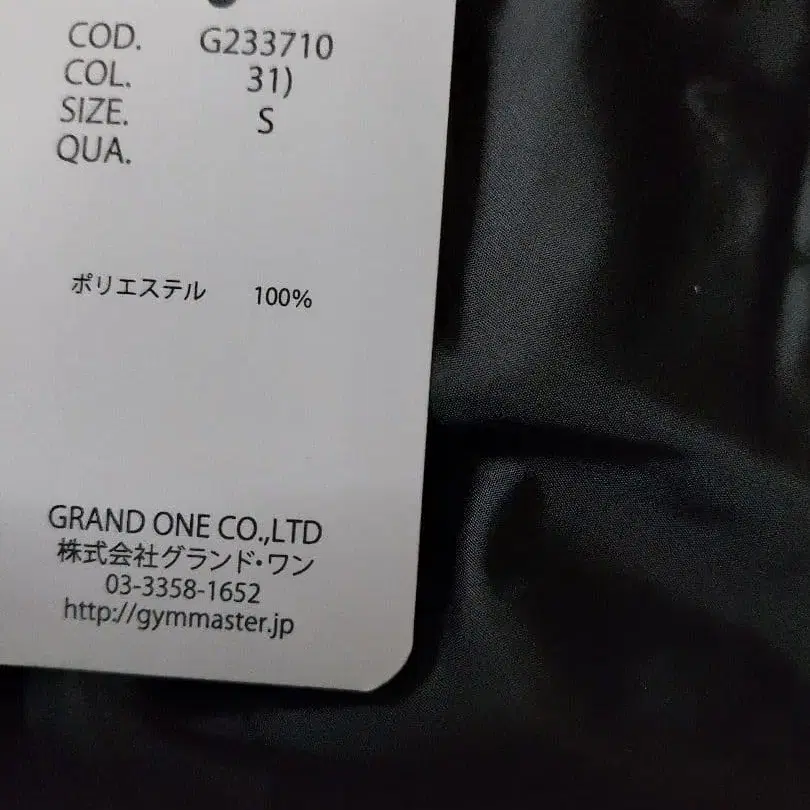 COD. G233710
COL. 31)
SIZE. S
QUA.
ポリエステル 100%
GRAND ONE CO.,LTD
株式会社グランド・ワン
03-3358-1652
http://gymmaster.jp